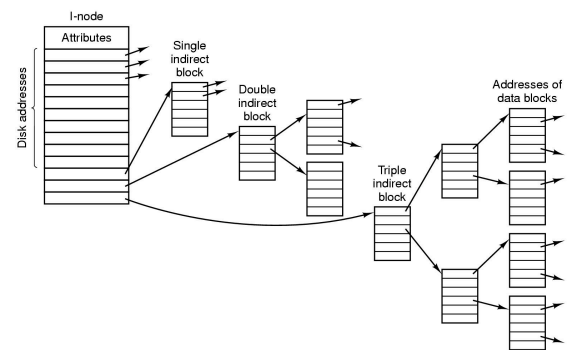 I-node
Attributes
Disk addresses
Single
indirect
block
Double
indirect
block
Triple
indirect
block
Addresses of
data blocks